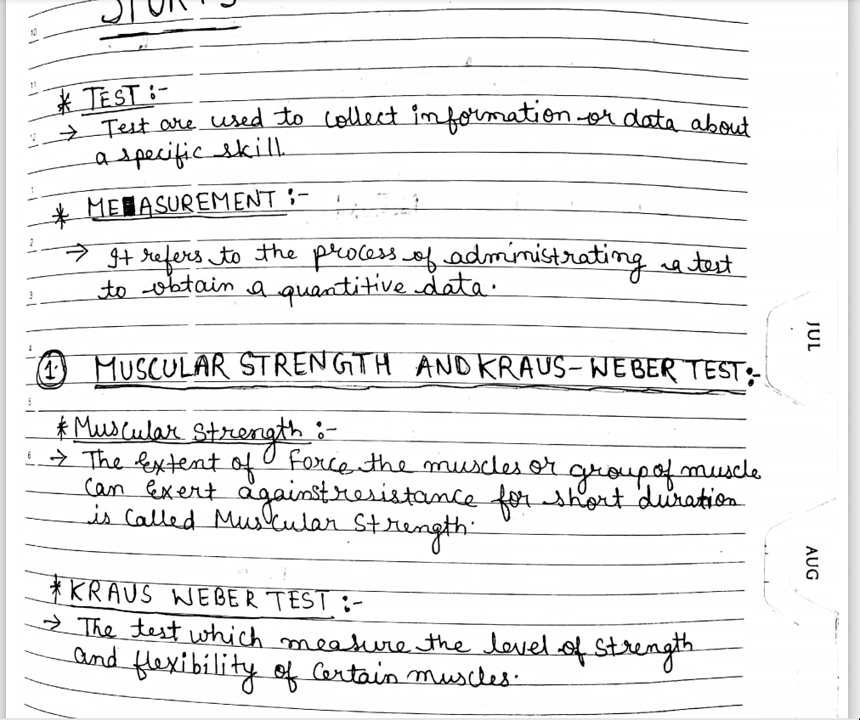 SPORTS
* TEST :-
→ Test are used to collect information or data about
a specific skill.
* MEASUREMENT :-
→ It refers to the process of administrating a test
to obtain a quantitive data.
1. MUSCULAR STRENGTH AND KRAUS-WEBER TEST :-
* Muscular Strength :-
→ The Extent of Force the muscles or group of muscle
Can Exert against resistance for short duration
is Called Muscular Strength.
* KRAUS WEBER TEST :-
→ The test which measure the level of Strength
and flexibility of Certain muscles.
JUL
AUG